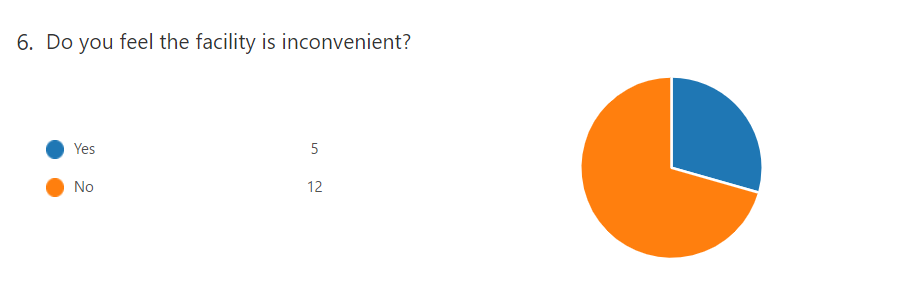 6. Do you feel the facility is inconvenient?
Yes 5
No 12